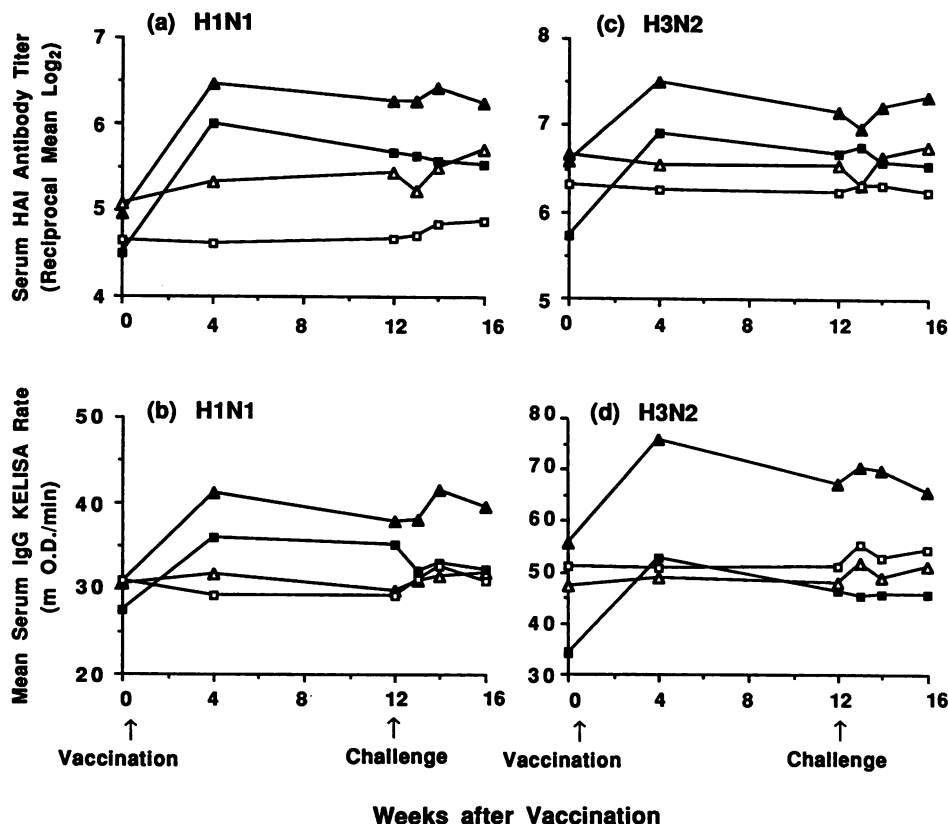 (a) H1N1
(c) H3N2
Serum HAI Antibody Titer
(Reciprocal Mean Log₂)
7
6
5
4
0 4 8 12 16
8
7
6
5
0 4 8 12 16
(b) H1N1
(d) H3N2
Mean Serum IgG KELISA Rate
(m O.D./min)
50
40
30
20
0 4 8 12 16
80
70
60
50
40
30
0 4 8 12 16
↑ ↑ ↑ ↑
Vaccination Challenge Vaccination Challenge
Weeks after Vaccination